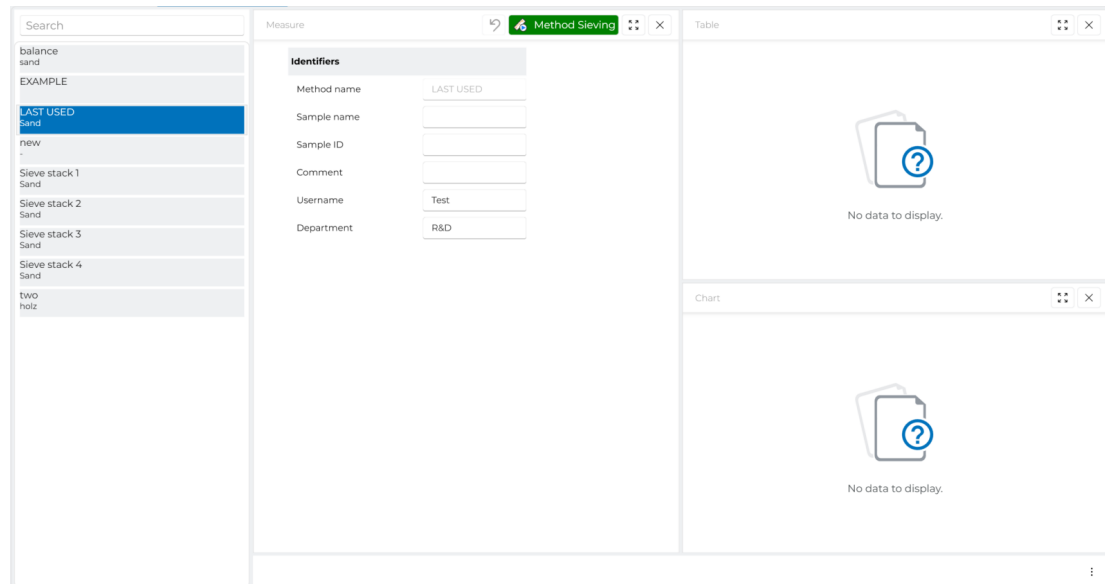 Search
balance
sand
EXAMPLE
LAST USED
Sand
new
-
Sieve stack 1
Sand
Sieve stack 2
Sand
Sieve stack 3
Sand
Sieve stack 4
Sand
two
holz
Measure
Method Sieving
Identifiers
Method name LAST USED
Sample name
Sample ID
Comment
Username Test
Department R&D
Table
No data to display.
Chart
No data to display.